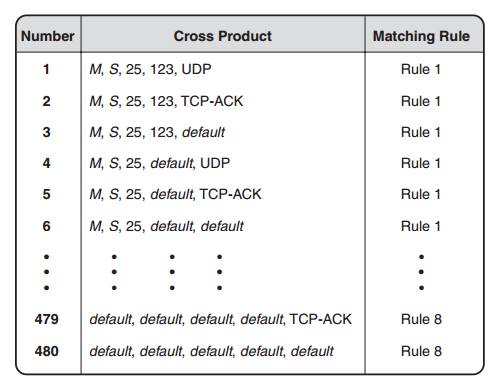 Number Cross Product Matching Rule
1 M, S, 25, 123, UDP Rule 1
2 M, S, 25, 123, TCP-ACK Rule 1
3 M, S, 25, 123, default Rule 1
4 M, S, 25, default, UDP Rule 1
5 M, S, 25, default, TCP-ACK Rule 1
6 M, S, 25, default, default Rule 1
479 default, default, default, default, TCP-ACK Rule 8
480 default, default, default, default, default Rule 8